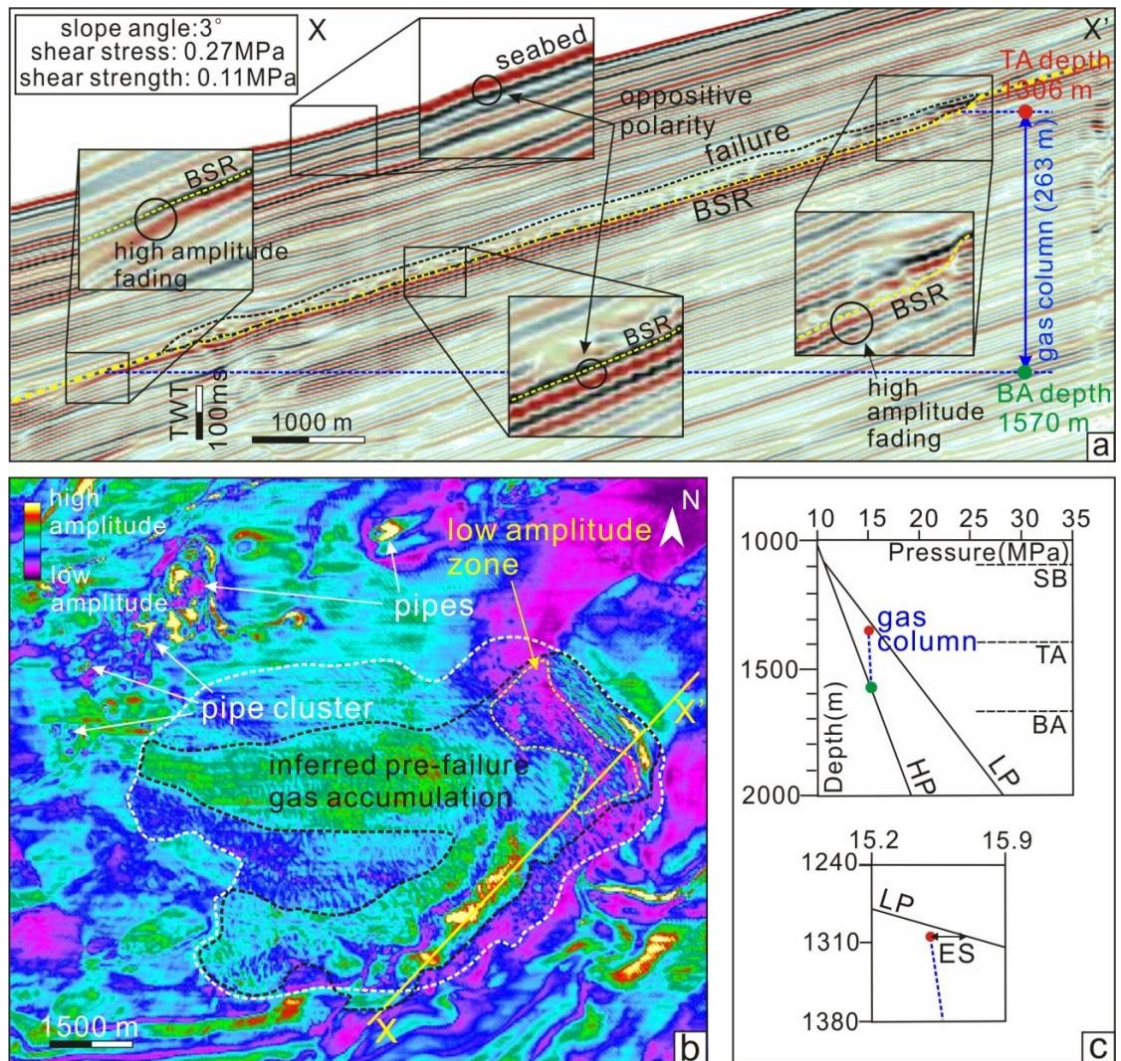 slope angle:3°
shear stress: 0.27MPa
shear strength: 0.11MPa
X
X'
seabed
TA depth
1306 m
oppositive
polarity
failure
BSR
BSR
high amplitude
fading
gas column (263 m)
BSR
BSR
high
amplitude
fading
BA depth
1570 m
TWT
100ms
1000 m
a
high
amplitude
low
amplitude
N
low amplitude
zone
pipes
pipe cluster
X'
inferred pre-failure
gas accumulation
X
1500 m
b
10 15 20 25 30 35
1000
Pressure(MPa)
SB
gas
column
TA
1500
BA
Depth(m)
HP
LP
2000
15.2 15.9
1240
LP
1310
ES
1380
c